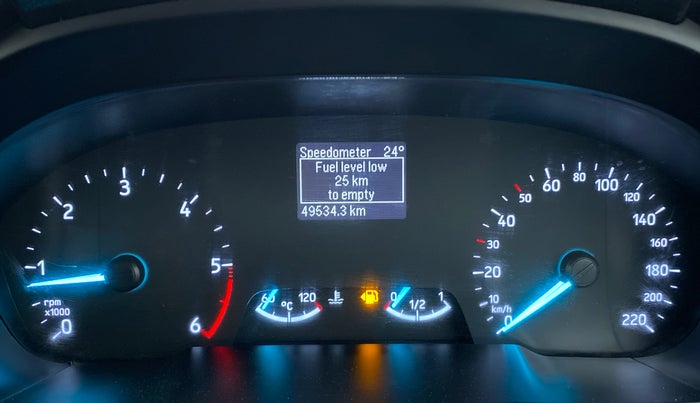 Speedometer 24°
Fuel level low
25 km
to empty
49534.3 km
0 1 2 3 4 5 6
rpm
x1000
60 °C 120
0 1/2 1
0 10 20 30 40 50 60 80 100 120 140 160 180 200 220
km/h